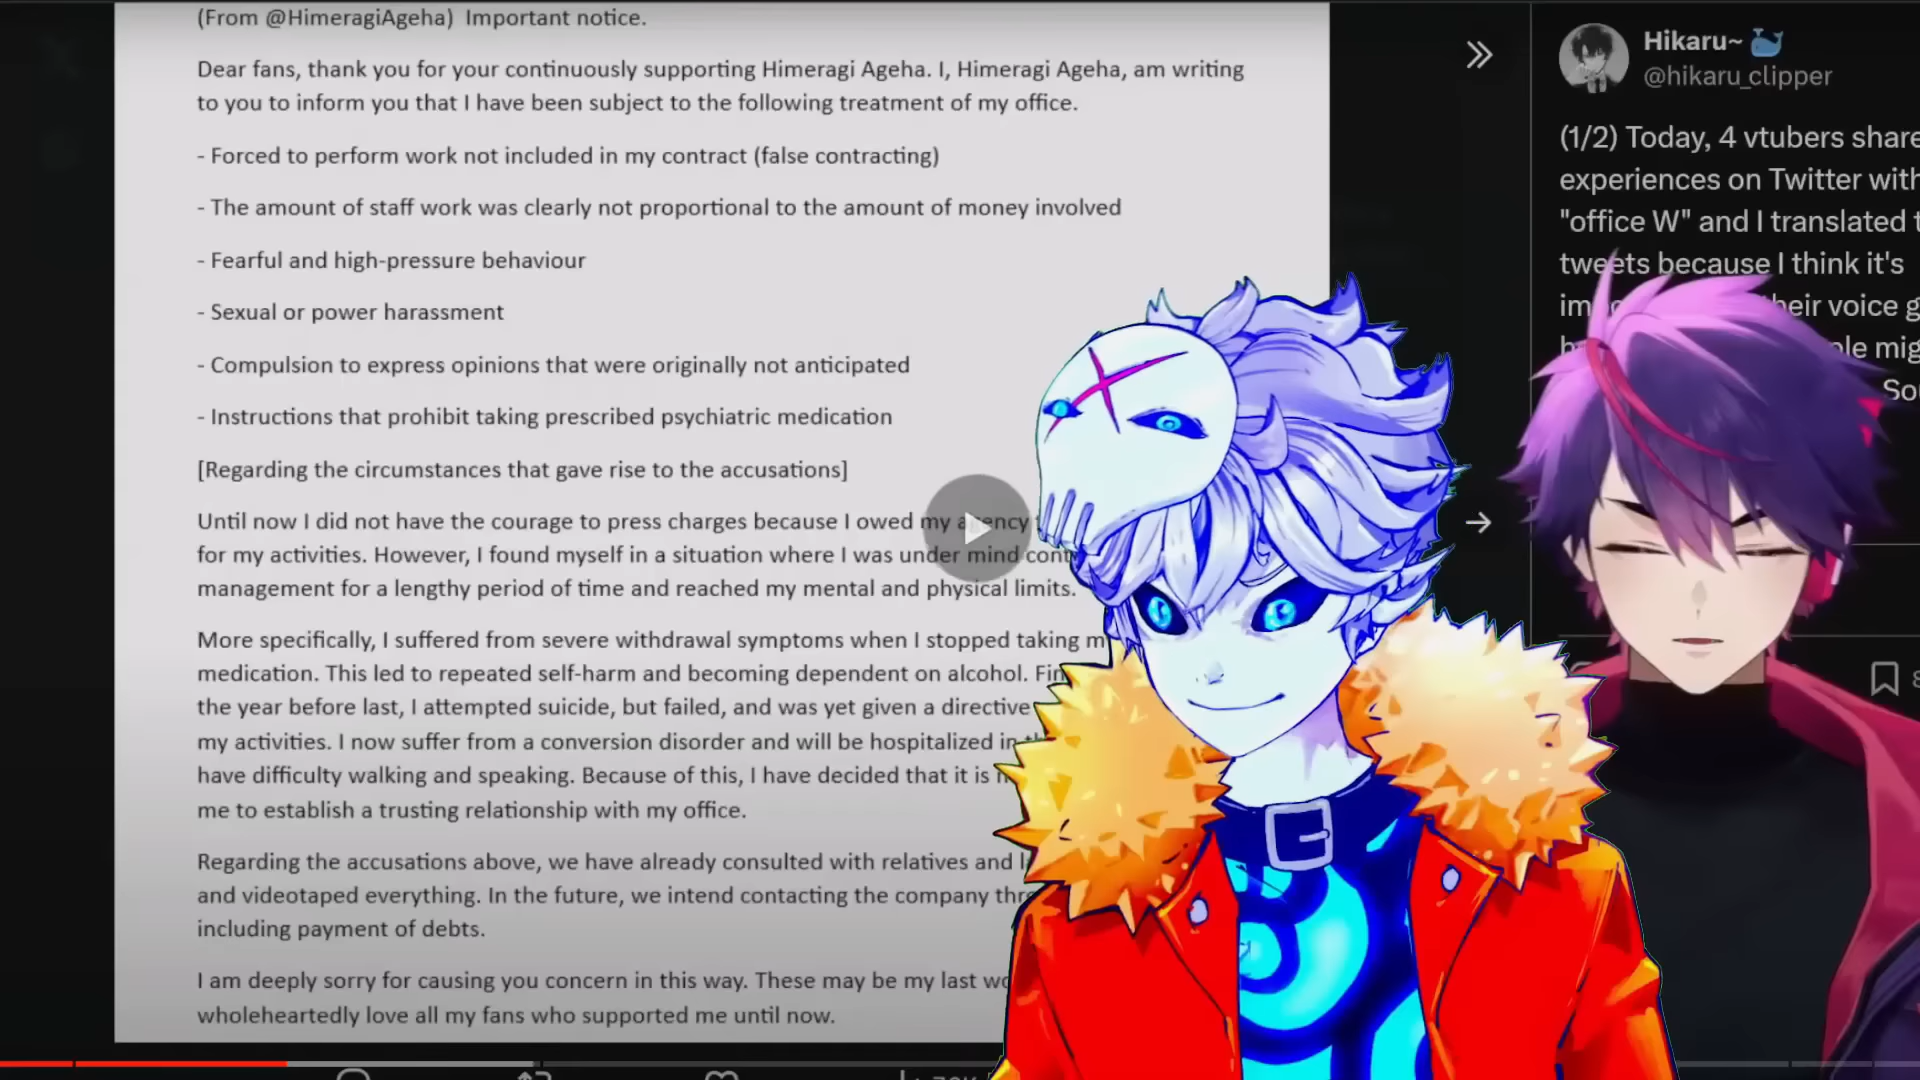 (From @HimeragiAgeha)  Important notice.
Dear fans, thank you for your continuously supporting Himeragi Ageha. I, Himeragi Ageha, am writing
to you to inform you that I have been subject to the following treatment of my office.
- Forced to perform work not included in my contract (false contracting)
- The amount of staff work was clearly not proportional to the amount of money involved
- Fearful and high-pressure behaviour
- Sexual or power harassment
- Compulsion to express opinions that were originally not anticipated
- Instructions that prohibit taking prescribed psychiatric medication
[Regarding the circumstances that gave rise to the accusations]
Until now I did not have the courage to press charges because I owed my agency
for my activities. However, I found myself in a situation where I was under mind
management for a lengthy period of time and reached my mental and physical limits.
More specifically, I suffered from severe withdrawal symptoms when I stopped taking
medication. This led to repeated self-harm and becoming dependent on alcohol.
the year before last, I attempted suicide, but failed, and was yet given a directive
my activities. I now suffer from a conversion disorder and will be hospitalized
have difficulty walking and speaking. Because of this, I have decided that it is
me to establish a trusting relationship with my office.
Regarding the accusations above, we have already consulted with relatives and
and videotaped everything. In the future, we intend contacting the company
including payment of debts.
I am deeply sorry for causing you concern in this way. These may be my last
wholeheartedly love all my fans who supported me until now.
Hikaru~
@hikaru_clipper
(1/2) Today, 4 vtubers share
experiences on Twitter with
"office W" and I translated
tweets because I think it's
their voice